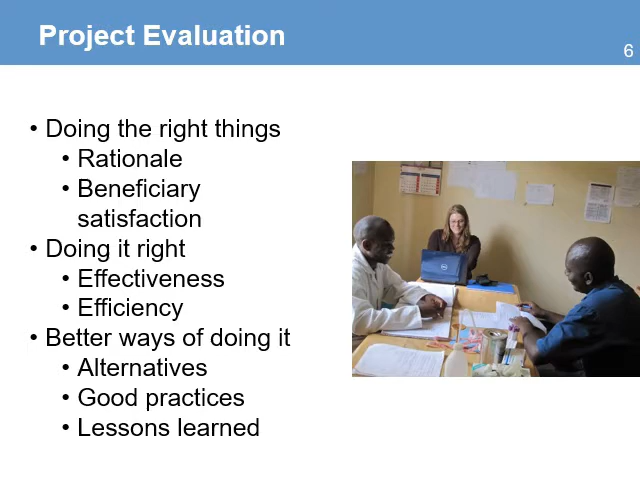 Project Evaluation
6
• Doing the right things
• Rationale
• Beneficiary
satisfaction
• Doing it right
• Effectiveness
• Efficiency
• Better ways of doing it
• Alternatives
• Good practices
• Lessons learned